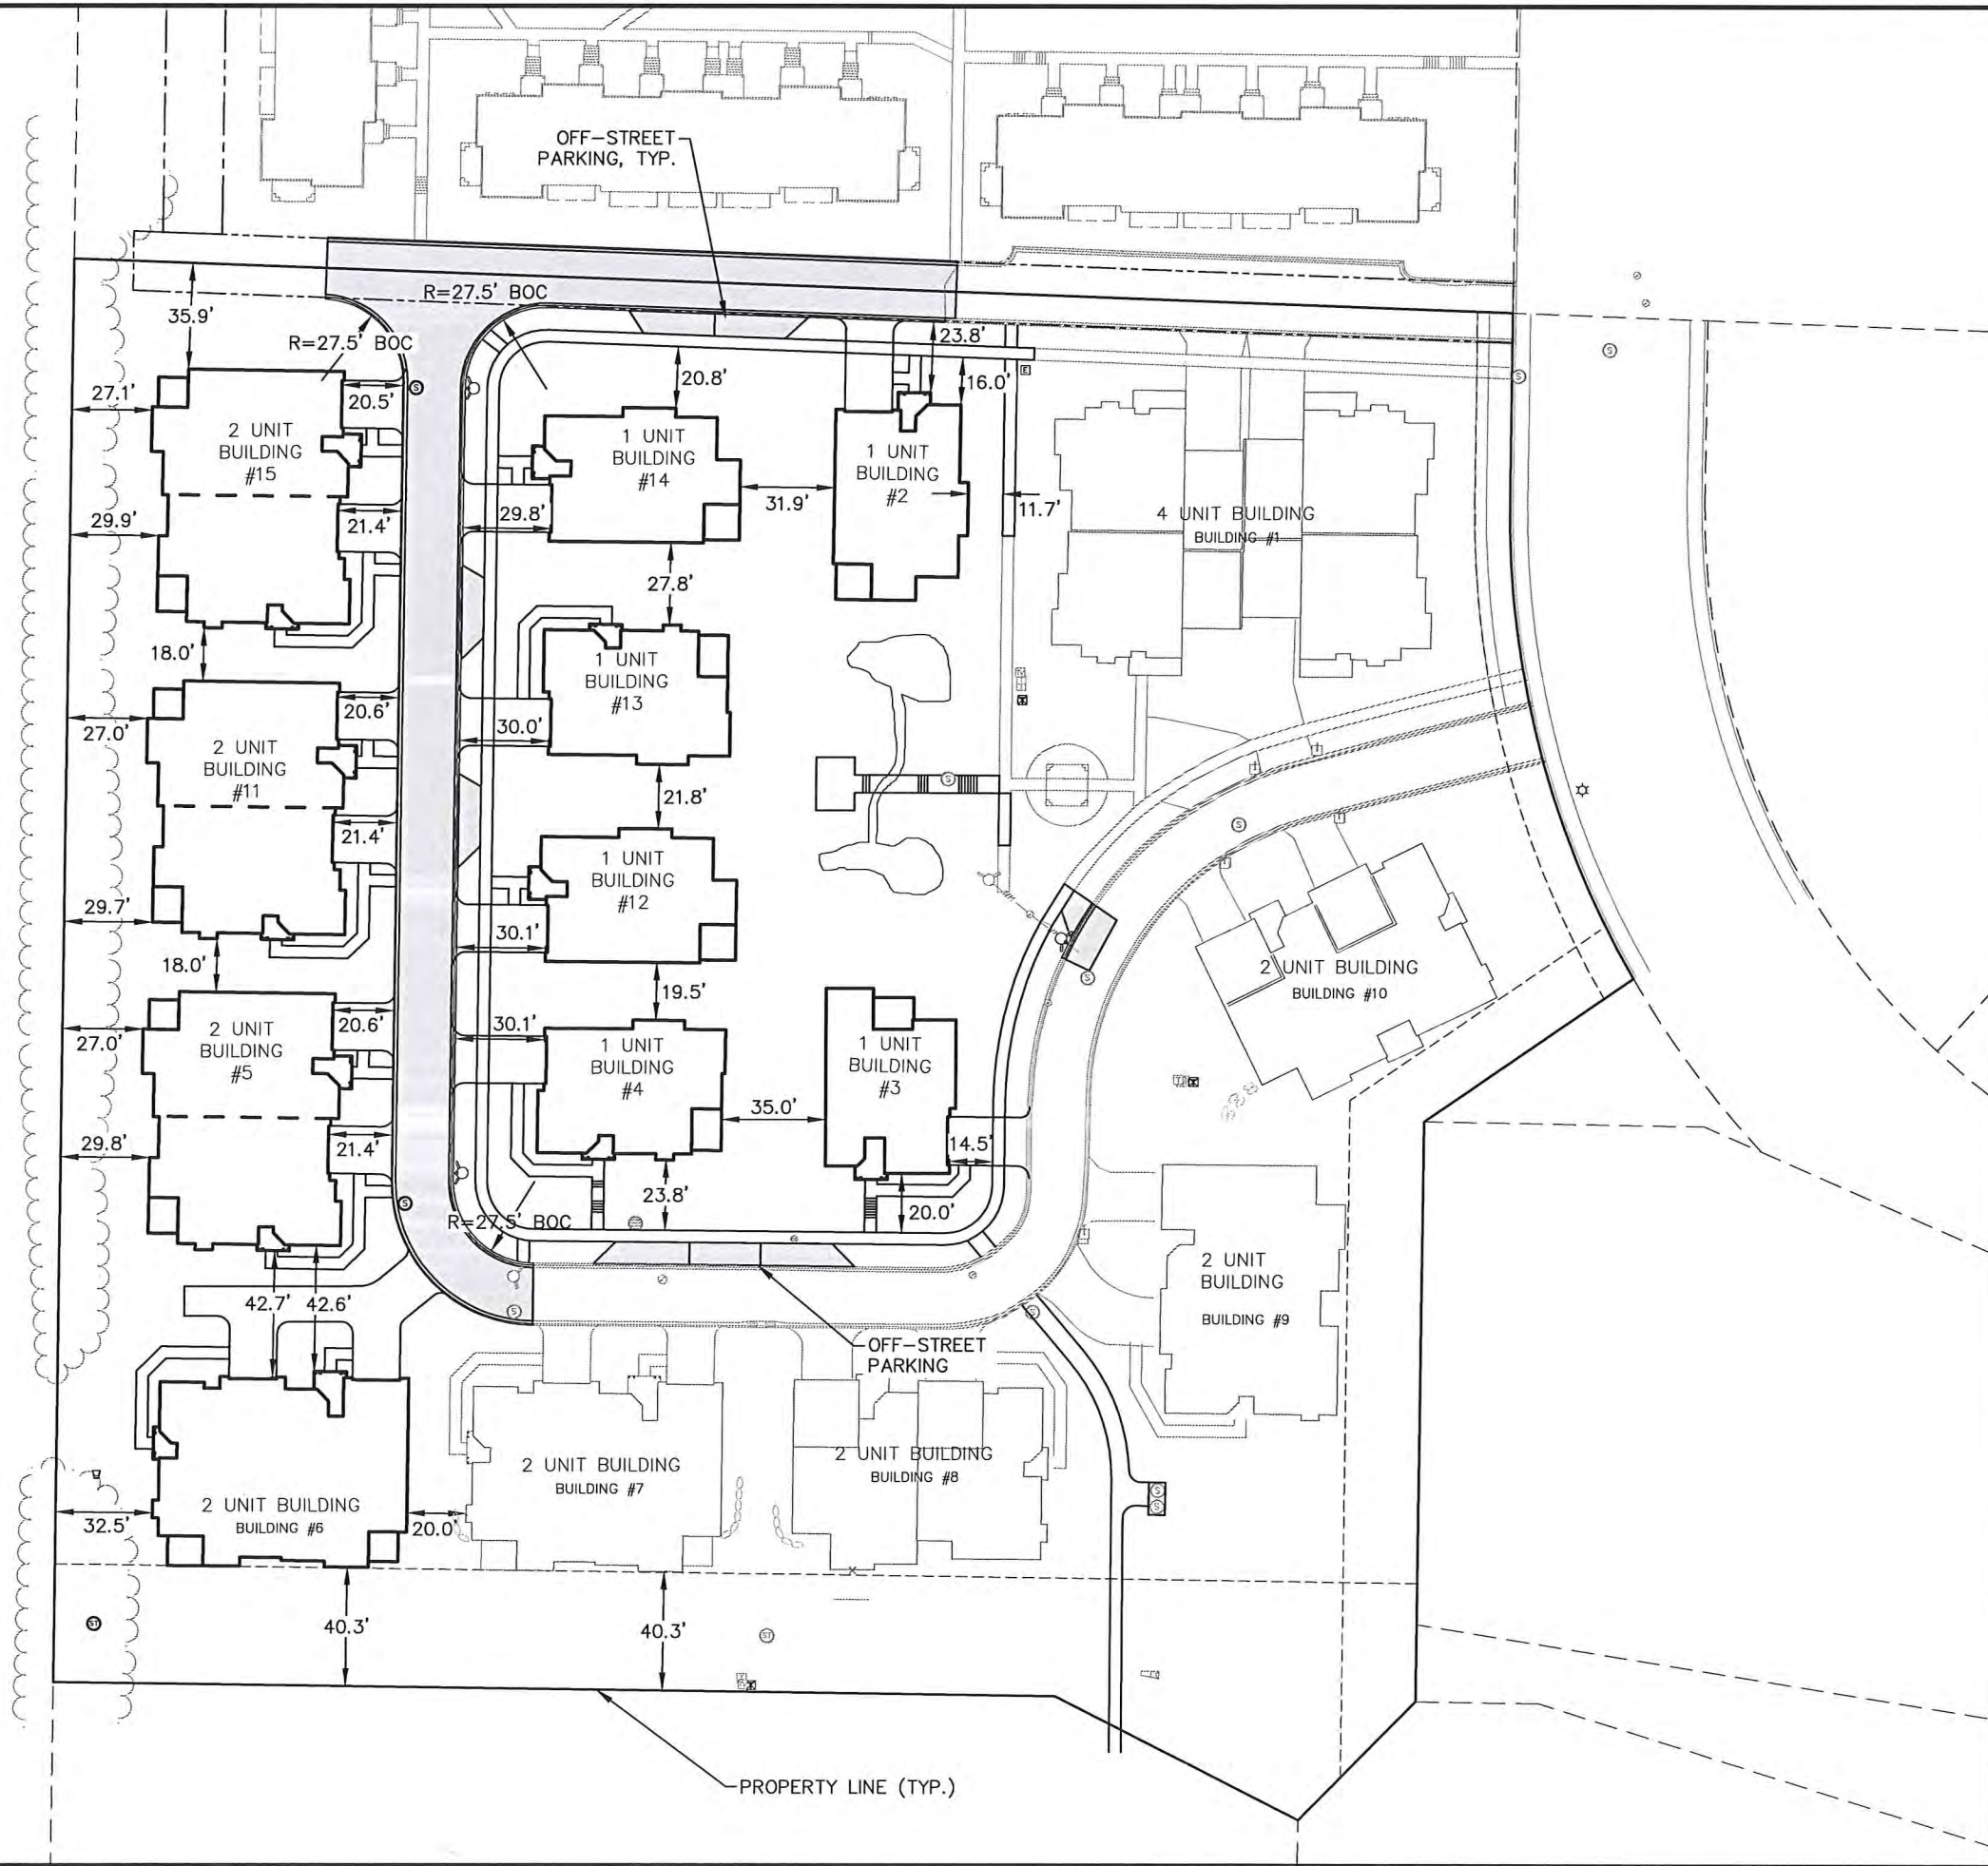 OFF-STREET
PARKING, TYP.
R=27.5' BOC
35.9'
R=27.5' BOC
23.8'
20.8'
16.0'
27.1'
20.5'
2 UNIT
BUILDING
#15
1 UNIT
BUILDING
#14
1 UNIT
BUILDING
#2
31.9'
11.7'
29.8'
21.4'
29.9'
4 UNIT BUILDING
BUILDING #1
27.8'
18.0'
1 UNIT
BUILDING
#13
20.6'
27.0'
30.0'
2 UNIT
BUILDING
#11
21.8'
21.4'
1 UNIT
BUILDING
#12
29.7'
30.1'
18.0'
19.5'
2 UNIT BUILDING
BUILDING #10
20.6'
27.0'
30.1'
2 UNIT
BUILDING
#5
1 UNIT
BUILDING
#4
1 UNIT
BUILDING
#3
35.0'
29.8'
21.4'
14.5'
23.8'
20.0'
R=27.5' BOC
42.7'
42.6'
2 UNIT
BUILDING
BUILDING #9
OFF-STREET
PARKING
2 UNIT BUILDING
BUILDING #7
2 UNIT BUILDING
BUILDING #8
2 UNIT BUILDING
BUILDING #6
32.5'
20.0'
40.3'
40.3'
PROPERTY LINE (TYP.)
S
S
S
S
S
S
S
S
S
S
S
S
E
ST
ST